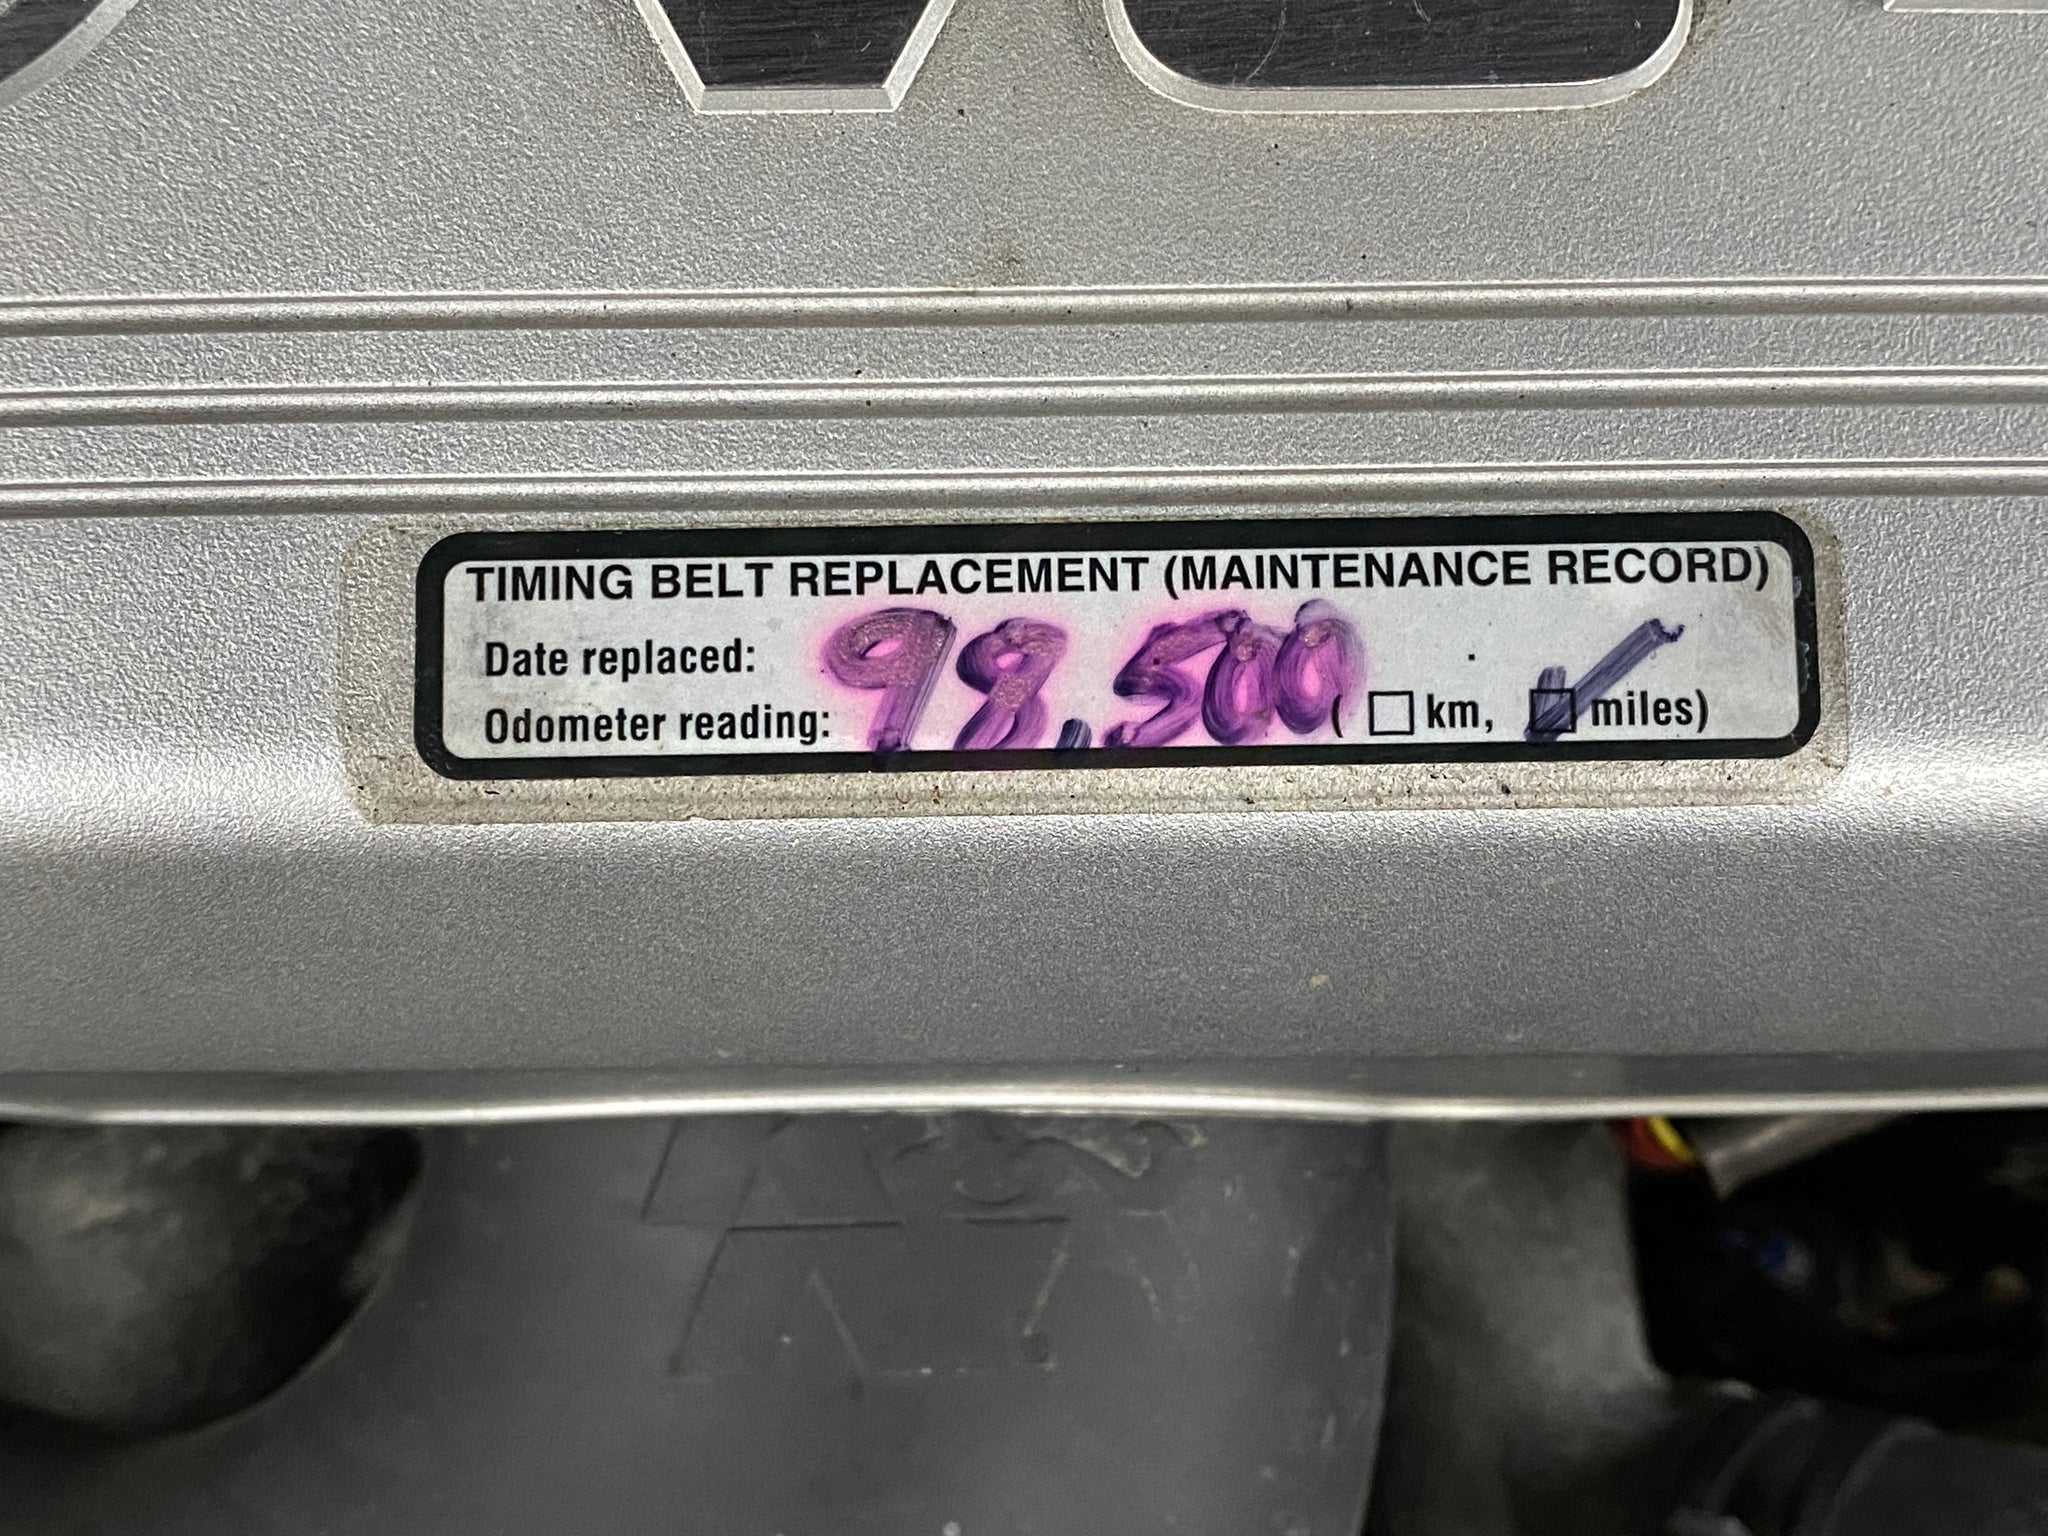 TIMING BELT REPLACEMENT (MAINTENANCE RECORD)
Date replaced:
Odometer reading: 98,500 ( ☐ km, ☑ miles)